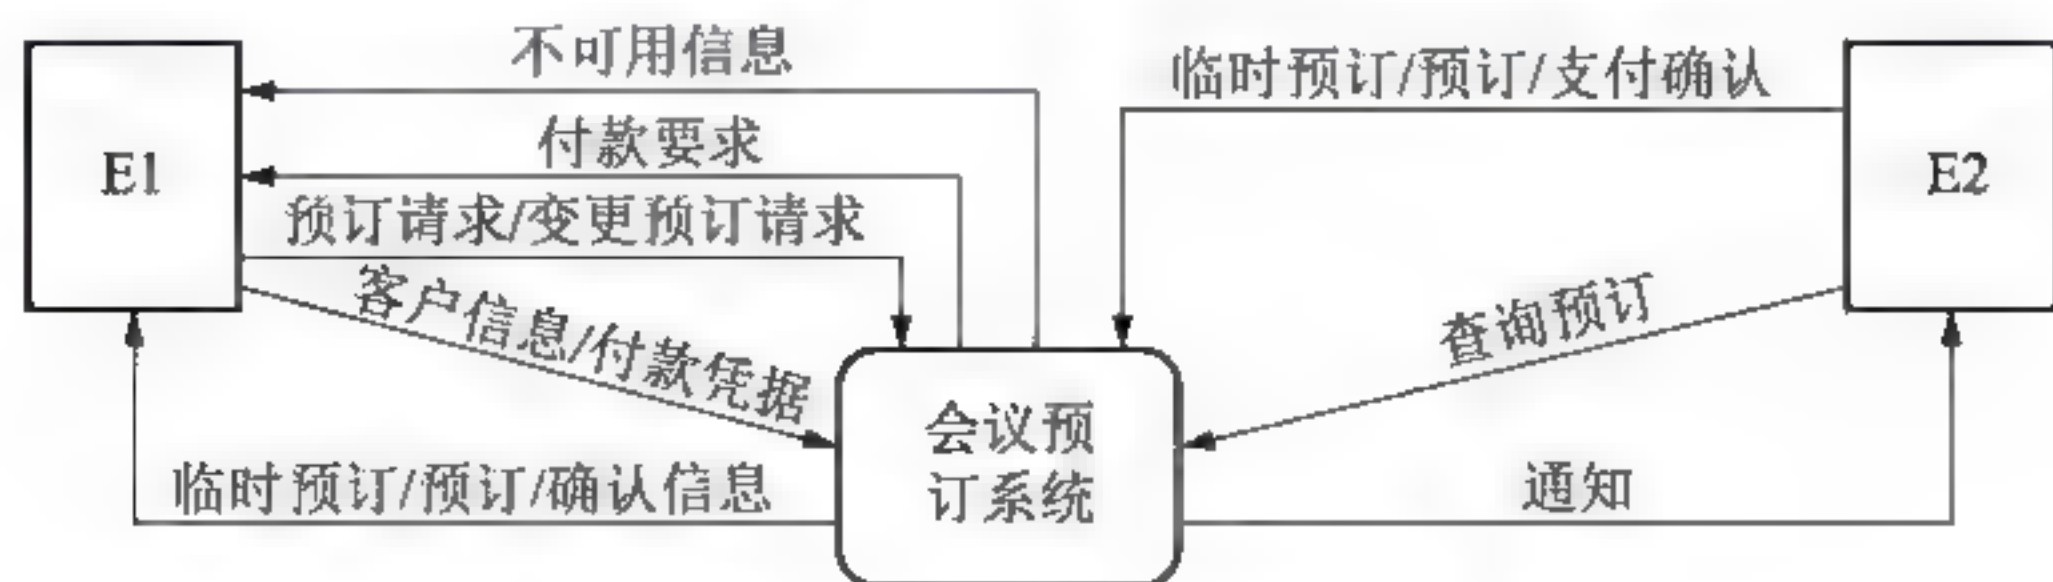 不可用信息
临时预订/预订/支付确认
付款要求
E1
E2
预订请求/变更预订请求
客户信息/付款凭据
查询预订
会议预
订系统
临时预订/预订/确认信息
通知